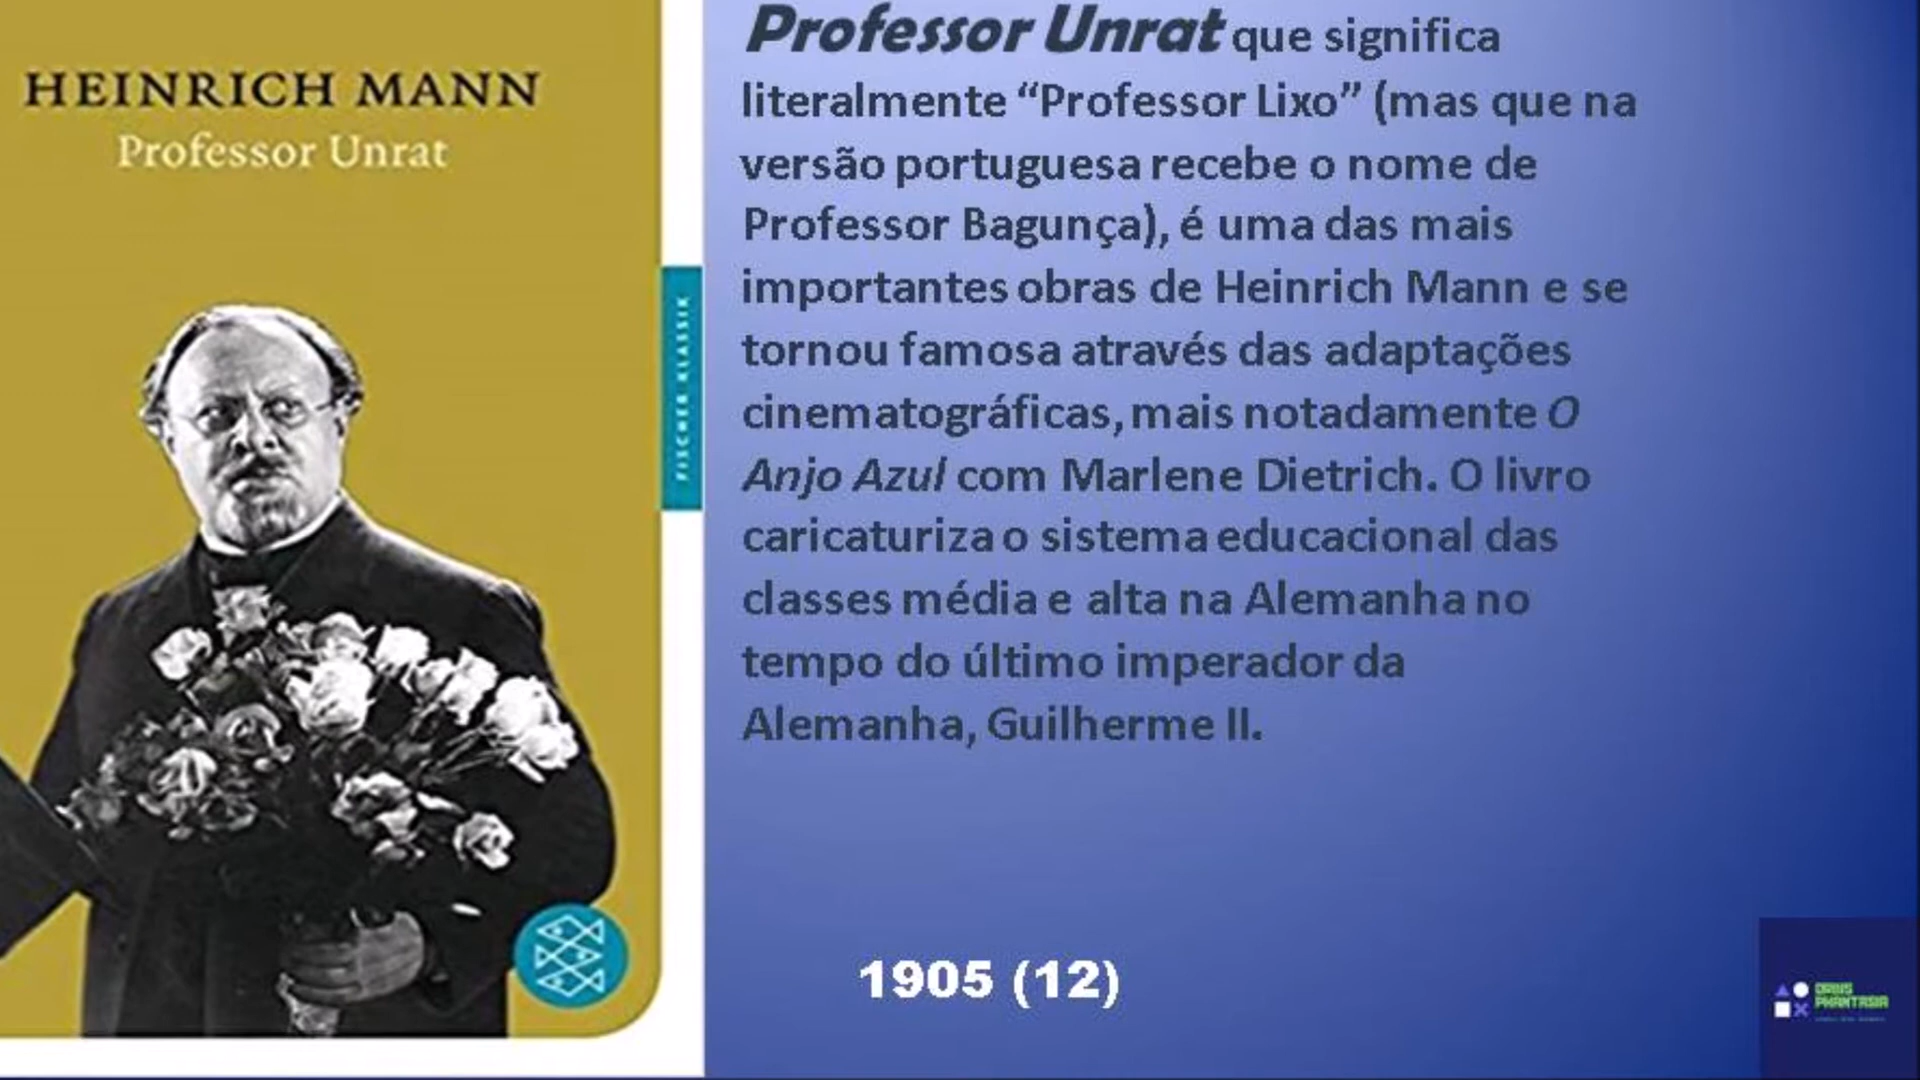 HEINRICH MANN
Professor Unrat
FISCHER KLASSIK
Professor Unrat que significa
literalmente “Professor Lixo” (mas que na
versão portuguesa recebe o nome de
Professor Bagunça), é uma das mais
importantes obras de Heinrich Mann e se
tornou famosa através das adaptações
cinematográficas, mais notadamente O
Anjo Azul com Marlene Dietrich. O livro
caricaturiza o sistema educacional das
classes média e alta na Alemanha no
tempo do último imperador da
Alemanha, Guilherme II.
1905 (12)
ORBIS
PHANTASIA